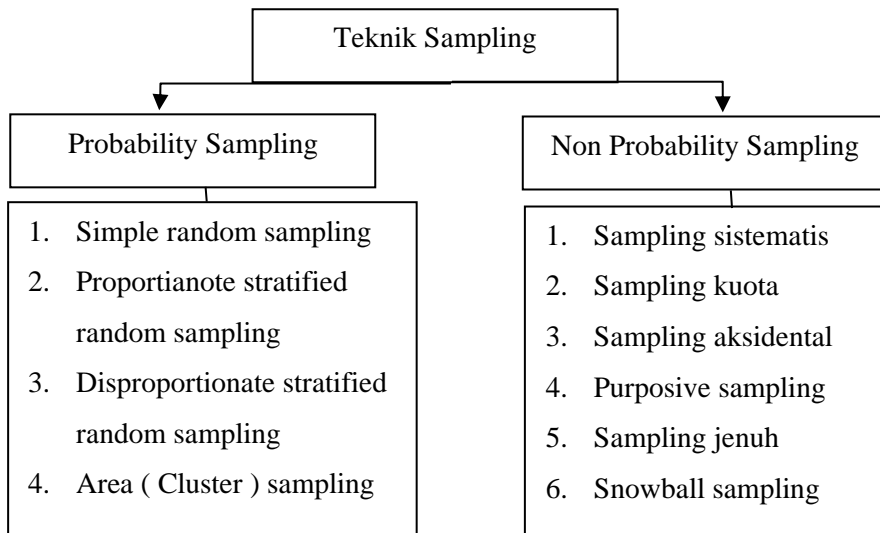 Teknik Sampling
Probability Sampling
Non Probability Sampling
1. Simple random sampling
2. Proportianote stratified
random sampling
3. Disproportionate stratified
random sampling
4. Area ( Cluster ) sampling
1. Sampling sistematis
2. Sampling kuota
3. Sampling aksidental
4. Purposive sampling
5. Sampling jenuh
6. Snowball sampling